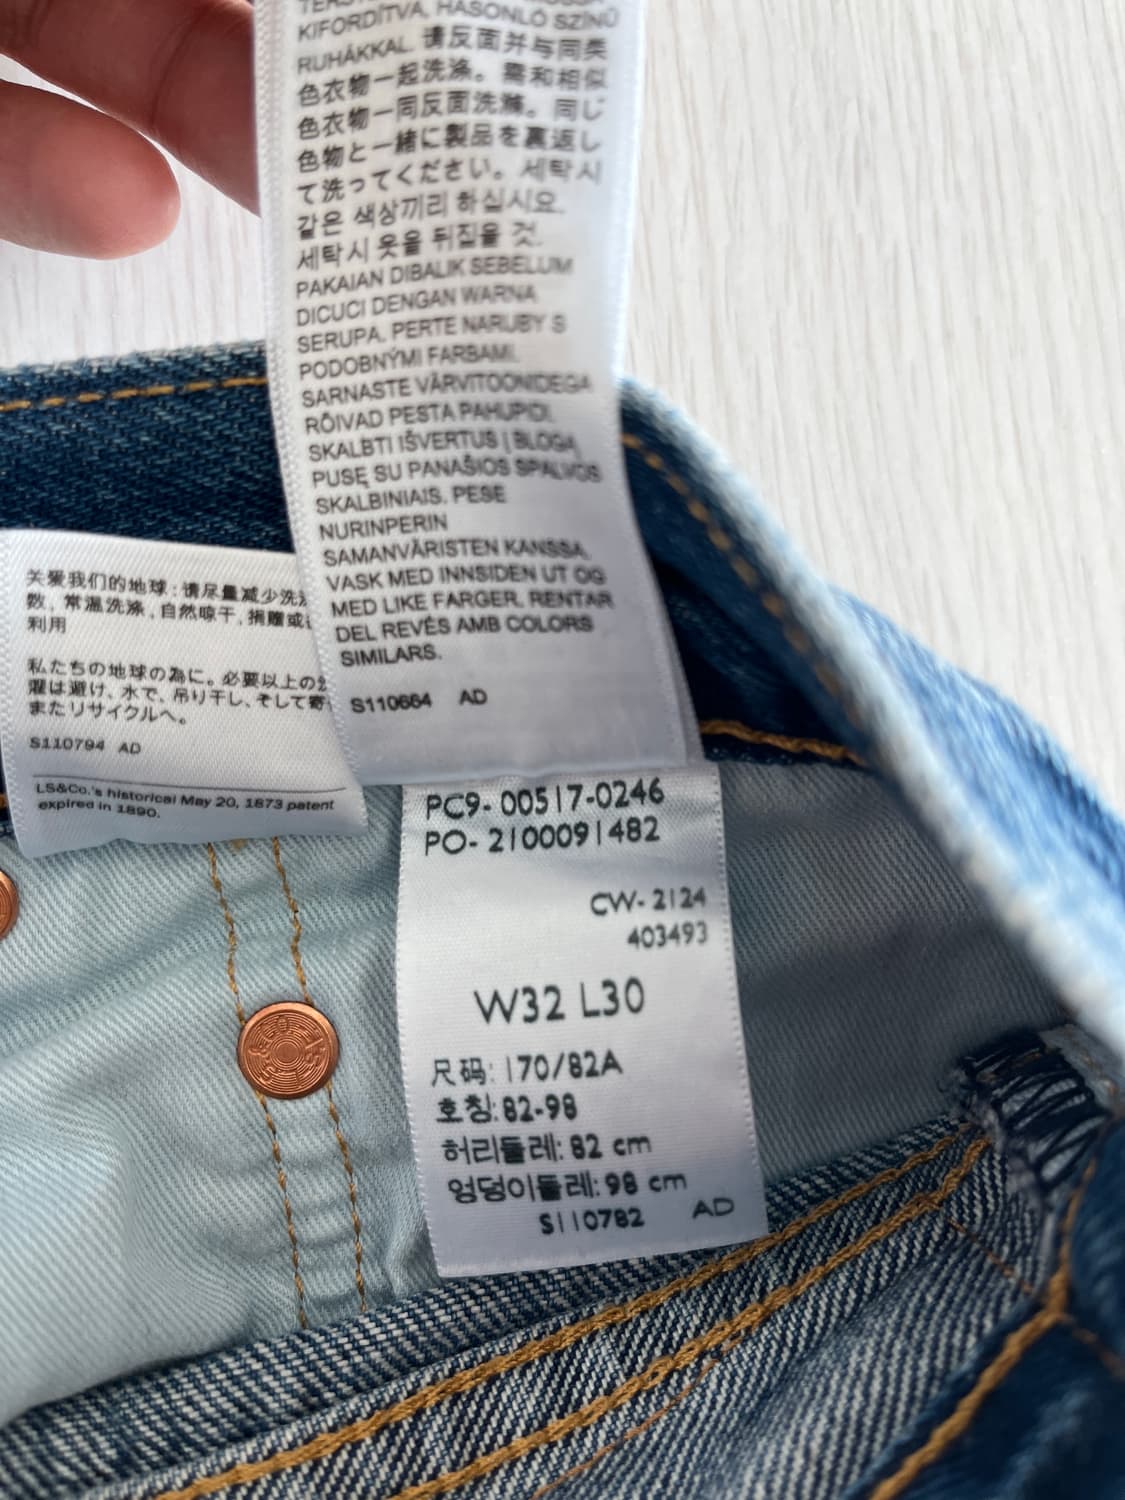 KIFORDÍTVA, HASONLÓ SZÍNŰ
RUHÁKKAL. 请反面并与同类
色衣物一起洗涤。需和相似
色衣物一同反面洗滌。同じ
色物と一緒に製品を裏返し
て洗ってください。세탁시
같은 색상끼리 하십시요.
세탁시 옷을 뒤집을 것.
PAKAIAN DIBALIK SEBELUM
DICUCI DENGAN WARNA
SERUPA. PERTE NARUBY S
PODOBNÝMI FARBAMI.
SARNASTE VÄRVITOONIDEGA
RÕIVAD PESTA PAHUPIDI.
SKALBTI IŠVERTUS Į BLOGĄ
PUSĘ SU PANAŠIOS SPALVOS
SKALBINIAIS. PESE
NURINPERIN
SAMANVÄRISTEN KANSSA.
VASK MED INNSIDEN UT OG
MED LIKE FARGER. RENTAR
DEL REVÉS AMB COLORS
SIMILARS.
S110664 AD
关爱我们的地球：请尽量减少洗涤
数，常温洗涤，自然晾干，捐赠或
利用
私たちの地球の為に。必要以上の
濯は避け、水で、吊り干し、そして寄
またリサイクルへ。
S110794 AD
LS&Co.'s historical May 20, 1873 patent
expired in 1890.
PC9- 00517-0246
PO- 2100091482
CW- 2124
403493
W32 L30
尺码: 170/82A
호칭: 82-98
허리둘레: 82 cm
엉덩이둘레: 98 cm
S110782 AD